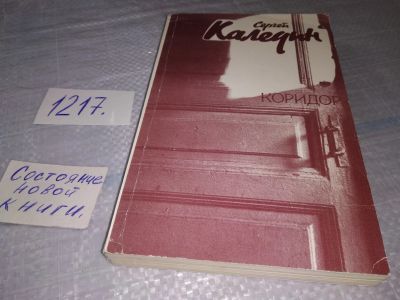 Сергей
Каледин
КОРИДОР
1217.
Состояние
новой
книги.